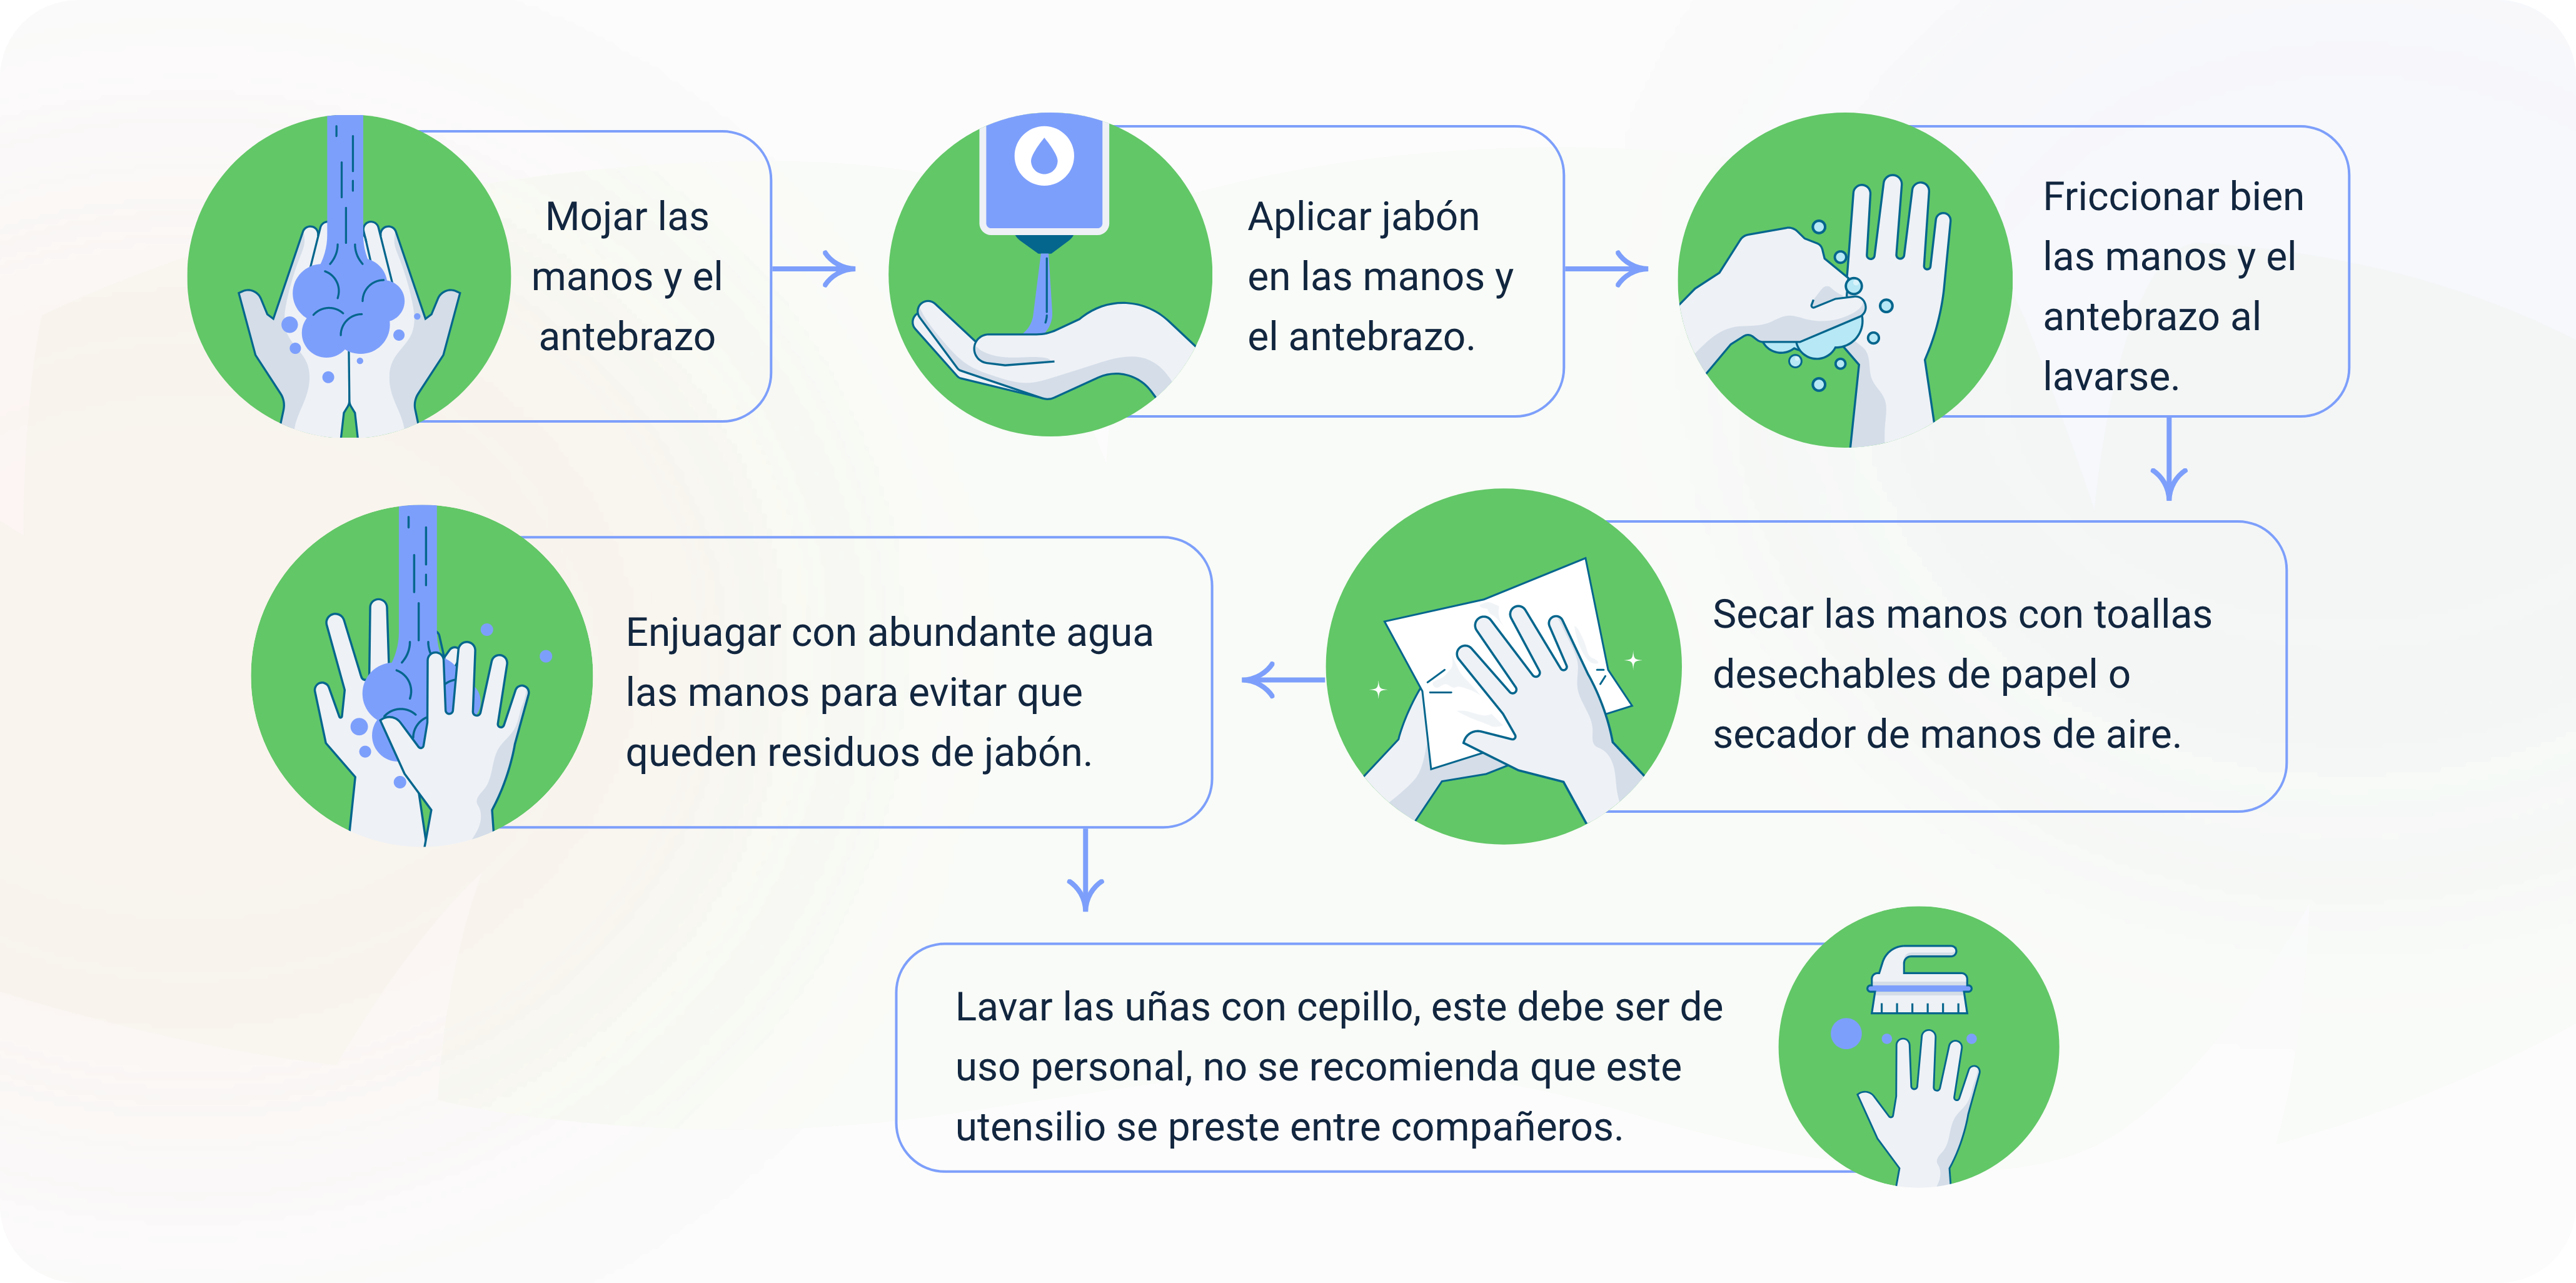 Mojar las
manos y el
antebrazo
Aplicar jabón
en las manos y
el antebrazo.
Friccionar bien
las manos y el
antebrazo al
lavarse.
Secar las manos con toallas
desechables de papel o
secador de manos de aire.
Enjuagar con abundante agua
las manos para evitar que
queden residuos de jabón.
Lavar las uñas con cepillo, este debe ser de
uso personal, no se recomienda que este
utensilio se preste entre compañeros.